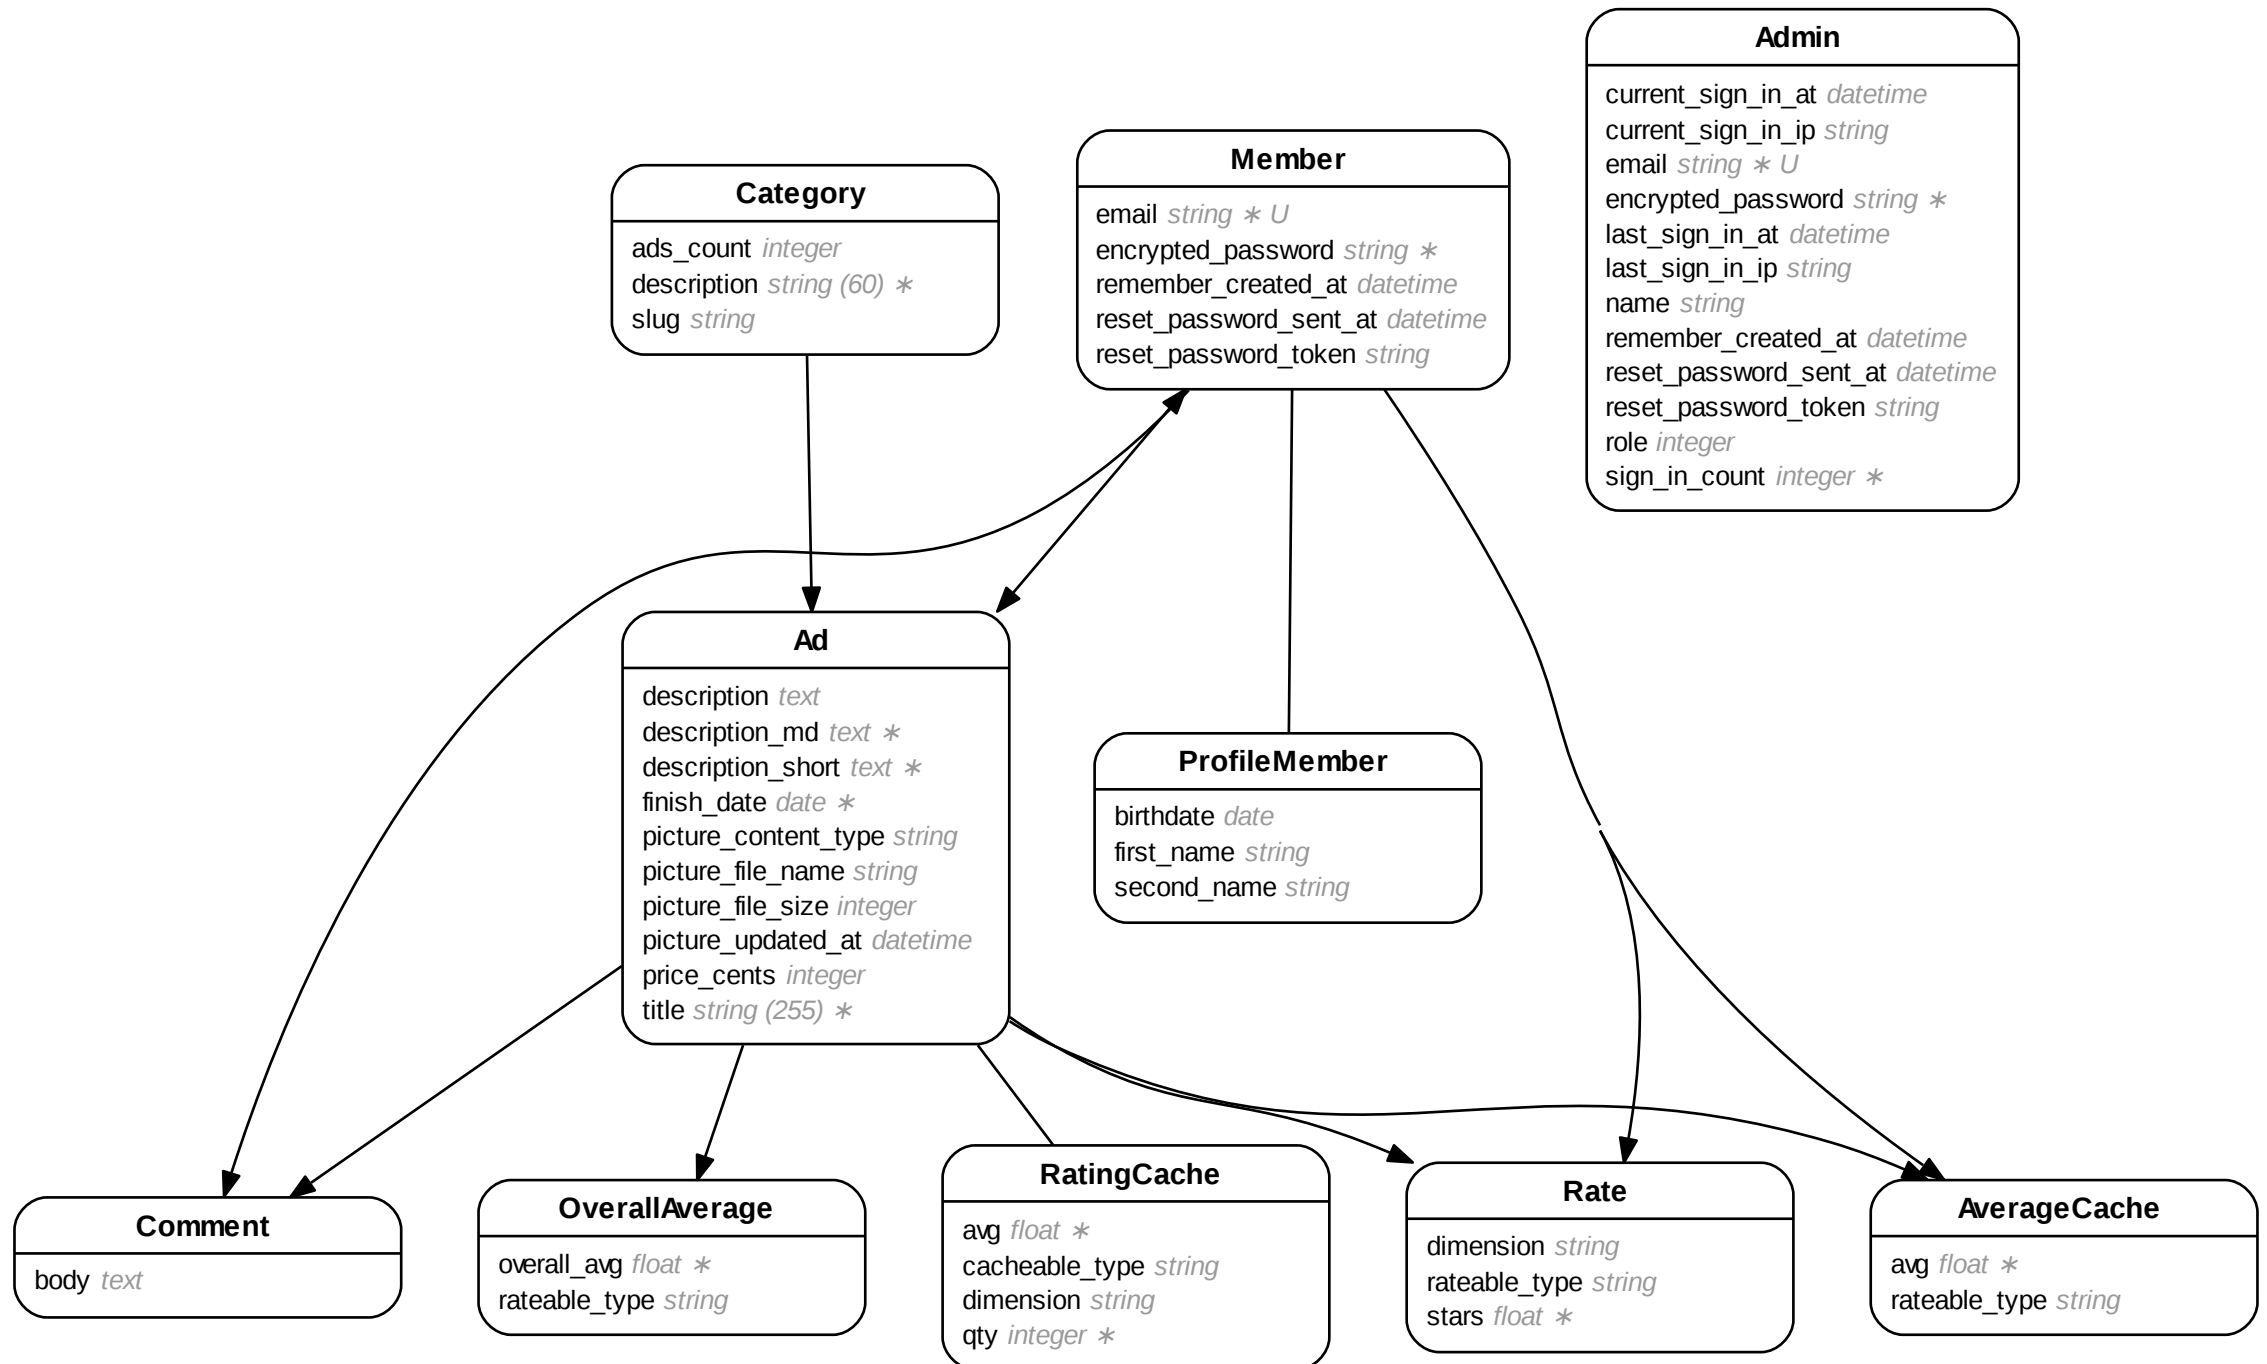 Admin
current_sign_in_at datetime
current_sign_in_ip string
email string ∗ U
encrypted_password string ∗
last_sign_in_at datetime
last_sign_in_ip string
name string
remember_created_at datetime
reset_password_sent_at datetime
reset_password_token string
role integer
sign_in_count integer ∗
Member
email string ∗ U
encrypted_password string ∗
remember_created_at datetime
reset_password_sent_at datetime
reset_password_token string
Category
ads_count integer
description string (60) ∗
slug string
Ad
description text
description_md text ∗
description_short text ∗
finish_date date ∗
picture_content_type string
picture_file_name string
picture_file_size integer
picture_updated_at datetime
price_cents integer
title string (255) ∗
ProfileMember
birthdate date
first_name string
second_name string
Comment
body text
OverallAverage
overall_avg float ∗
rateable_type string
RatingCache
avg float ∗
cacheable_type string
dimension string
qty integer ∗
Rate
dimension string
rateable_type string
stars float ∗
AverageCache
avg float ∗
rateable_type string